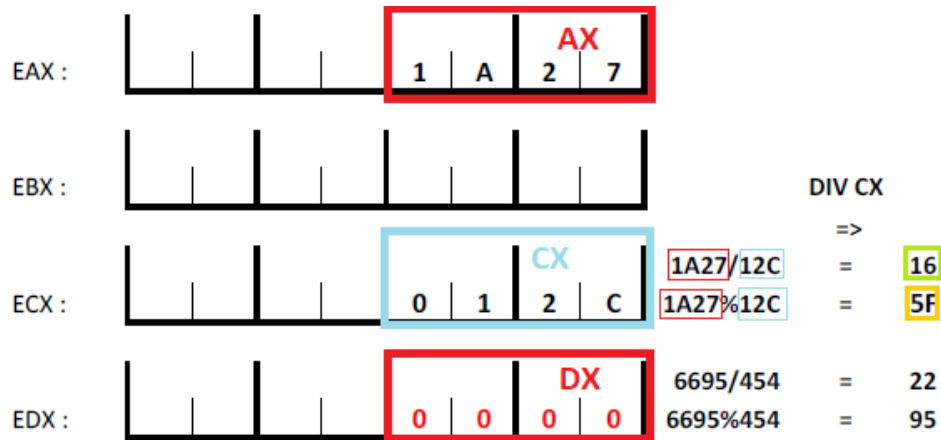 AX
EAX : 1 A 2 7
EBX : DIV CX
=>
CX 1A27/12C = 16
ECX : 0 1 2 C 1A27%12C = 5F
DX 6695/454 = 22
EDX : 0 0 0 0 6695%454 = 95